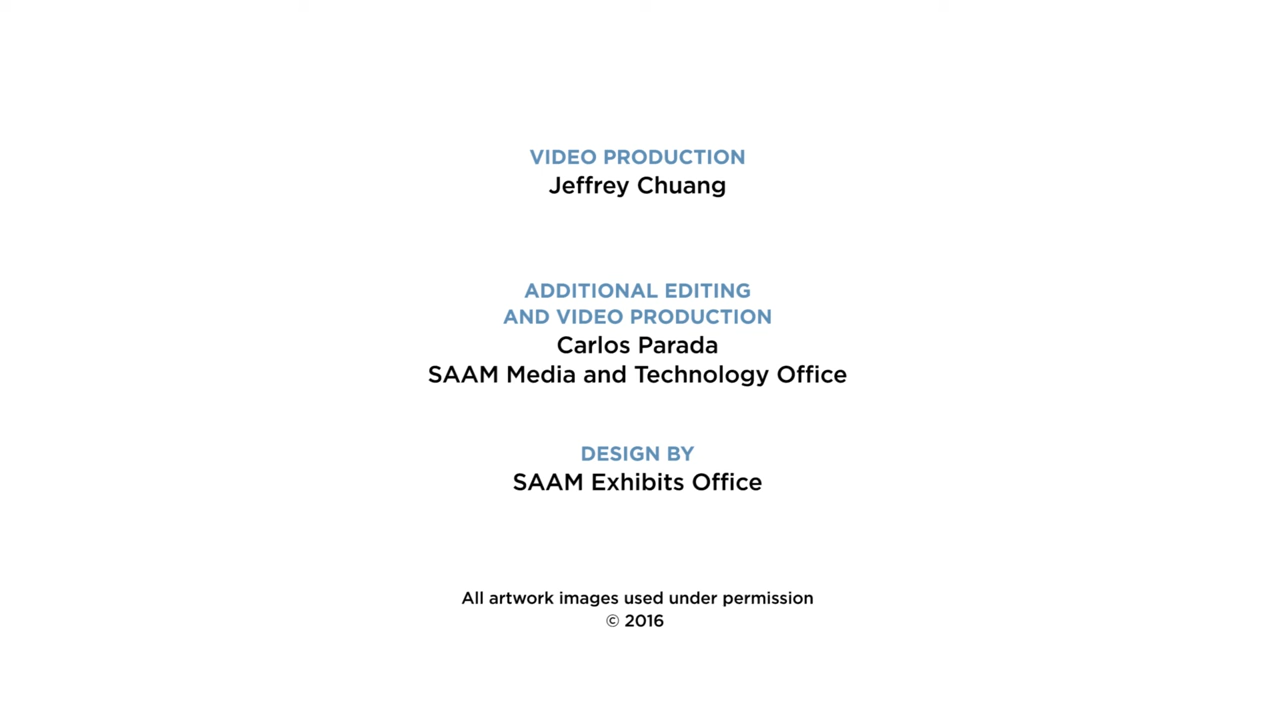 VIDEO PRODUCTION
Jeffrey Chuang
ADDITIONAL EDITING
AND VIDEO PRODUCTION
Carlos Parada
SAAM Media and Technology Office
DESIGN BY
SAAM Exhibits Office
All artwork images used under permission
© 2016